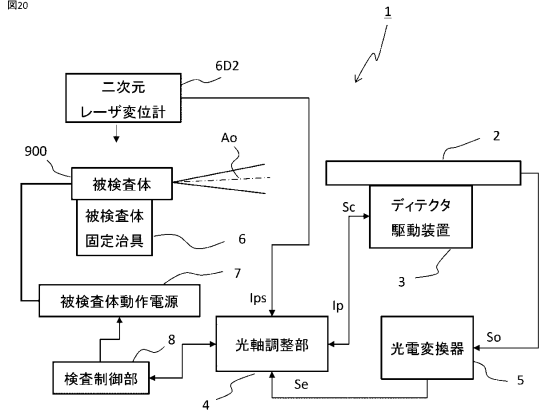 図20
1
6D2
二次元
レーザ変位計
Ao
900
被検査体
被検査体
固定治具
6
2
Sc
ディテクタ
駆動装置
3
7
被検査体動作電源
Ips
Ip
8
検査制御部
光軸調整部
4
Se
光電変換器
So
5